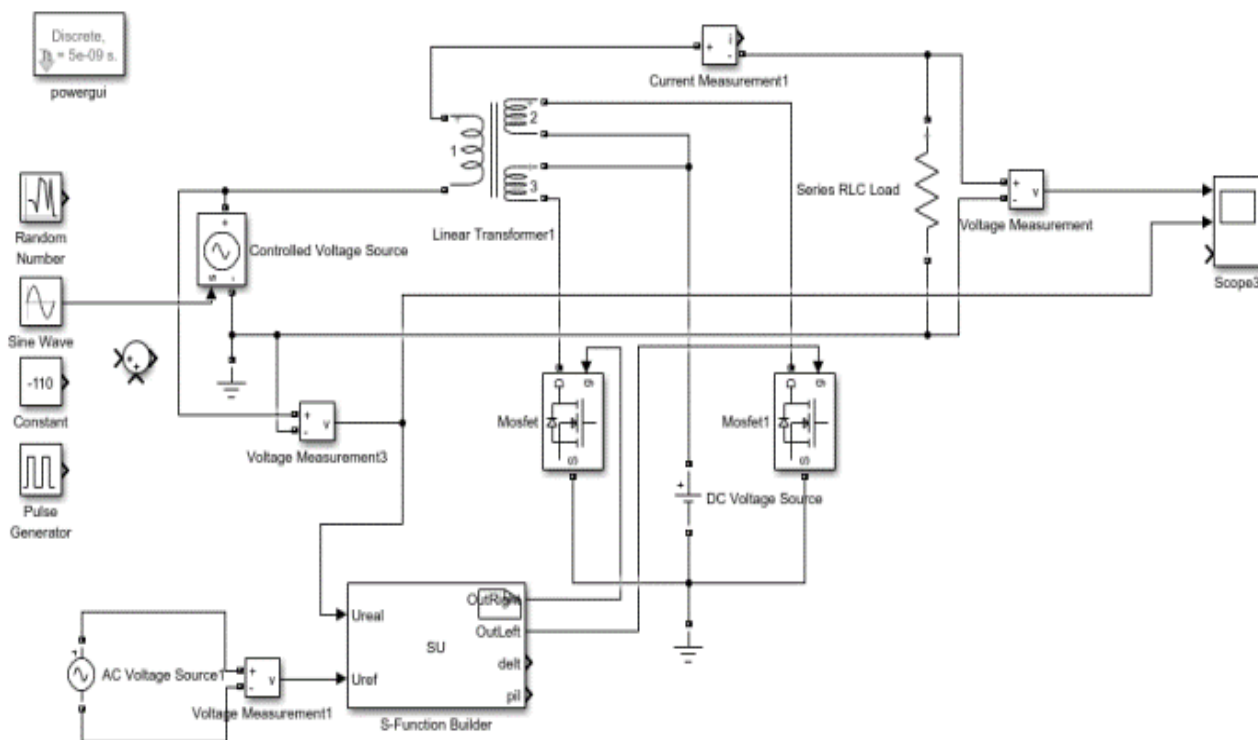 Discrete,
Ts = 5e-09 s.
powergui
Current Measurement1
1
2
3
Linear Transformer1
Series RLC Load
Voltage Measurement
Scope3
Random
Number
Controlled Voltage Source
Sine Wave
-110
Constant
Pulse
Generator
Voltage Measurement3
Mosfet
Mosfet1
DC Voltage Source
OutRight
Ureal
OutLeft
SU
delt
Uref
pil
S-Function Builder
AC Voltage Source1
Voltage Measurement1
i
+
-
v
+
-
v
+
-
v
+
-
s
D
g
S
D
g
S